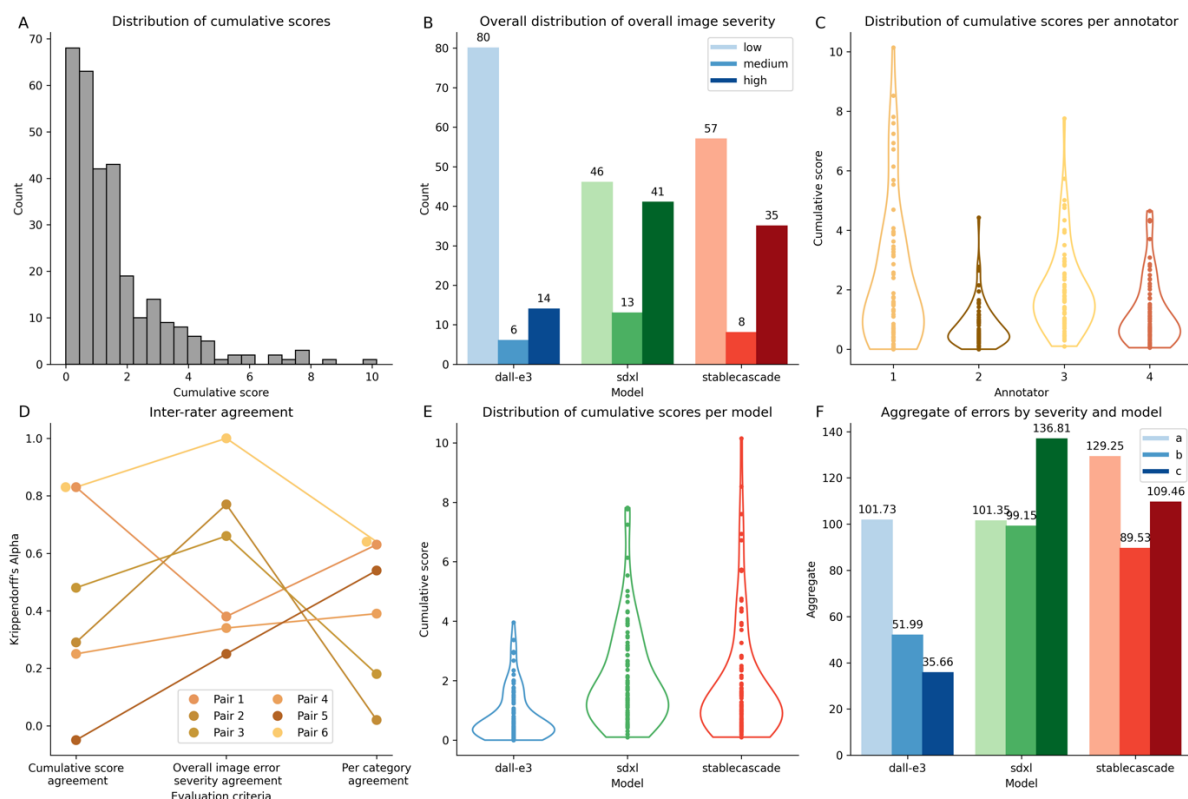 A
Distribution of cumulative scores
70
60
50
40
30
20
10
0
Count
0 2 4 6 8 10
Cumulative score
B
Overall distribution of overall image severity
80
70
60
50
40
30
20
10
0
Count
low
medium
high
80
6
14
46
13
41
57
8
35
dall-e3 sdxl stablecascade
Model
C
Distribution of cumulative scores per annotator
10
8
6
4
2
0
Cumulative score
1 2 3 4
Annotator
D
Inter-rater agreement
1.0
0.8
0.6
0.4
0.2
0.0
Krippendorff's Alpha
Pair 1 Pair 4
Pair 2 Pair 5
Pair 3 Pair 6
Cumulative score Overall image error Per category
agreement severity agreement agreement
Evaluation criteria
E
Distribution of cumulative scores per model
10
8
6
4
2
0
Cumulative score
dall-e3 sdxl stablecascade
Model
F
Aggregate of errors by severity and model
140
120
100
80
60
40
20
0
Aggregate
a
b
c
101.73
51.99
35.66
101.35
99.15
136.81
129.25
89.53
109.46
dall-e3 sdxl stablecascade
Model